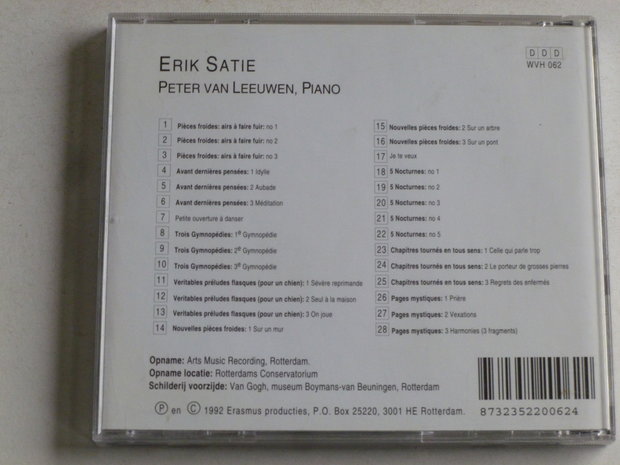 ERIK SATIE
PETER VAN LEEUWEN, PIANO
D D D
WVH 062
1 Pièces froides: airs à faire fuir: no 1
2 Pièces froides: airs à faire fuir: no 2
3 Pièces froides: airs à faire fuir: no 3
4 Avant dernières pensées: 1 Idylle
5 Avant dernières pensées: 2 Aubade
6 Avant dernières pensées: 3 Méditation
7 Petite ouverture à danser
8 Trois Gymnopédies: 1e Gymnopédie
9 Trois Gymnopédies: 2e Gymnopédie
10 Trois Gymnopédies: 3e Gymnopédie
11 Veritables préludes flasques (pour un chien): 1 Sévère reprimande
12 Veritables préludes flasques (pour un chien): 2 Seul à la maison
13 Veritables préludes flasques (pour un chien): 3 On joue
14 Nouvelles pièces froides: 1 Sur un mur
15 Nouvelles pièces froides: 2 Sur un arbre
16 Nouvelles pièces froides: 3 Sur un pont
17 Je te veux
18 5 Nocturnes: no 1
19 5 Nocturnes: no 2
20 5 Nocturnes: no 3
21 5 Nocturnes: no 4
22 5 Nocturnes: no 5
23 Chapitres tournés en tous sens: 1 Celle qui parle trop
24 Chapitres tournés en tous sens: 2 Le porteur de grosses pierres
25 Chapitres tournés en tous sens: 3 Regrets des enfermés
26 Pages mystiques: 1 Prière
27 Pages mystiques: 2 Vexations
28 Pages mystiques: 3 Harmonies (3 fragments)
Opname: Arts Music Recording, Rotterdam.
Opname locatie: Rotterdams Conservatorium
Schilderij voorzijde: Van Gogh, museum Boymans-van Beuningen, Rotterdam
Ⓟ en © 1992 Erasmus producties, P.O. Box 25220, 3001 HE Rotterdam.
8732352200624